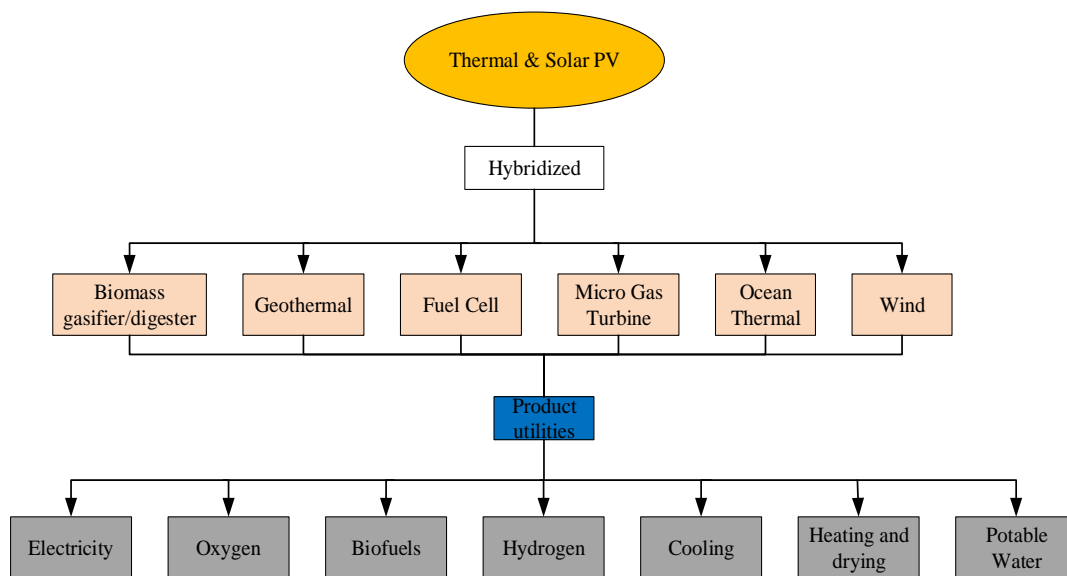 Thermal & Solar PV
Hybridized
Biomass
gasifier/digester
Geothermal
Fuel Cell
Micro Gas
Turbine
Ocean
Thermal
Wind
Product
utilities
Electricity
Oxygen
Biofuels
Hydrogen
Cooling
Heating and
drying
Potable
Water